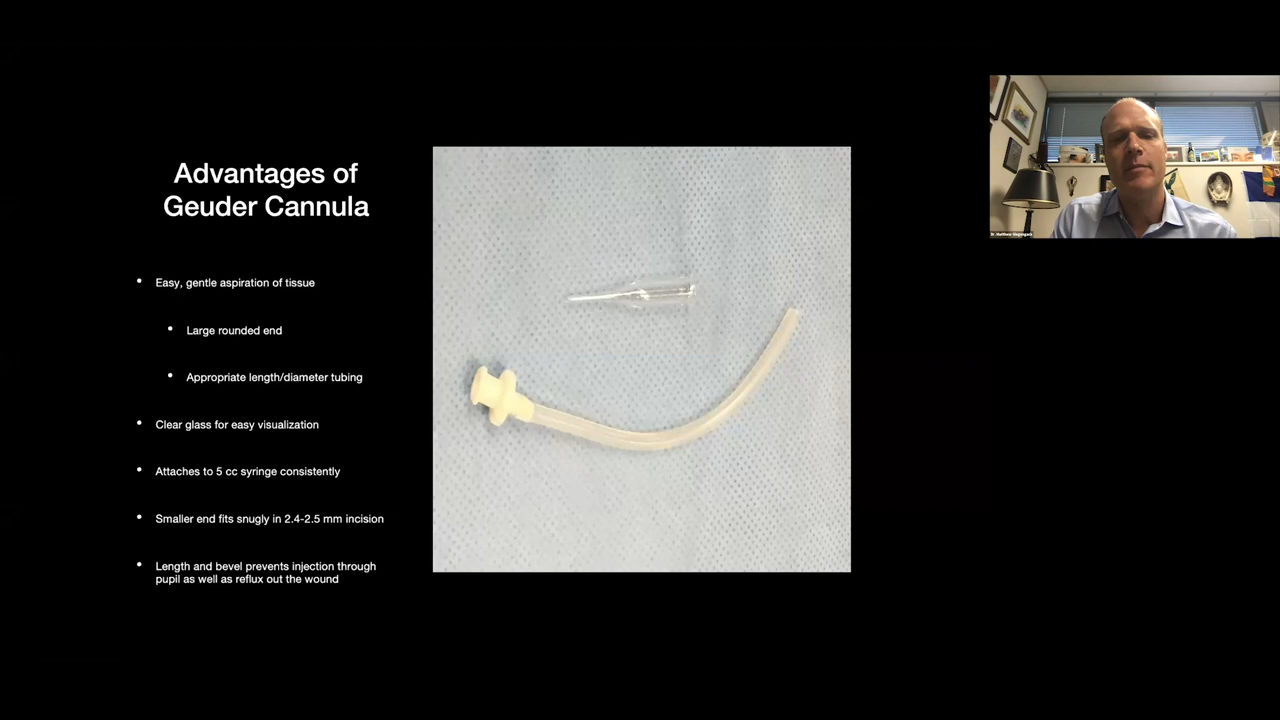 Advantages of
Geuder Cannula
Easy, gentle aspiration of tissue
Large rounded end
Appropriate length/diameter tubing
Clear glass for easy visualization
Attaches to 5 cc syringe consistently
Smaller end fits snugly in 2.4-2.5 mm incision
Length and bevel prevents injection through
pupil as well as reflux out the wound
Dr. Matthew